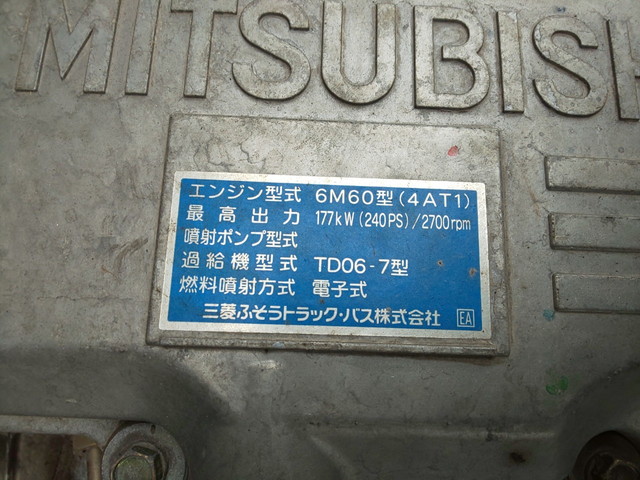 MITSUBISH
エンジン型式 6M60型(4AT1)
最高出力 177kW(240PS)/2700rpm
噴射ポンプ型式
過給機型式 TD06-7型
燃料噴射方式 電子式
三菱ふそうトラック・バス株式会社 EA